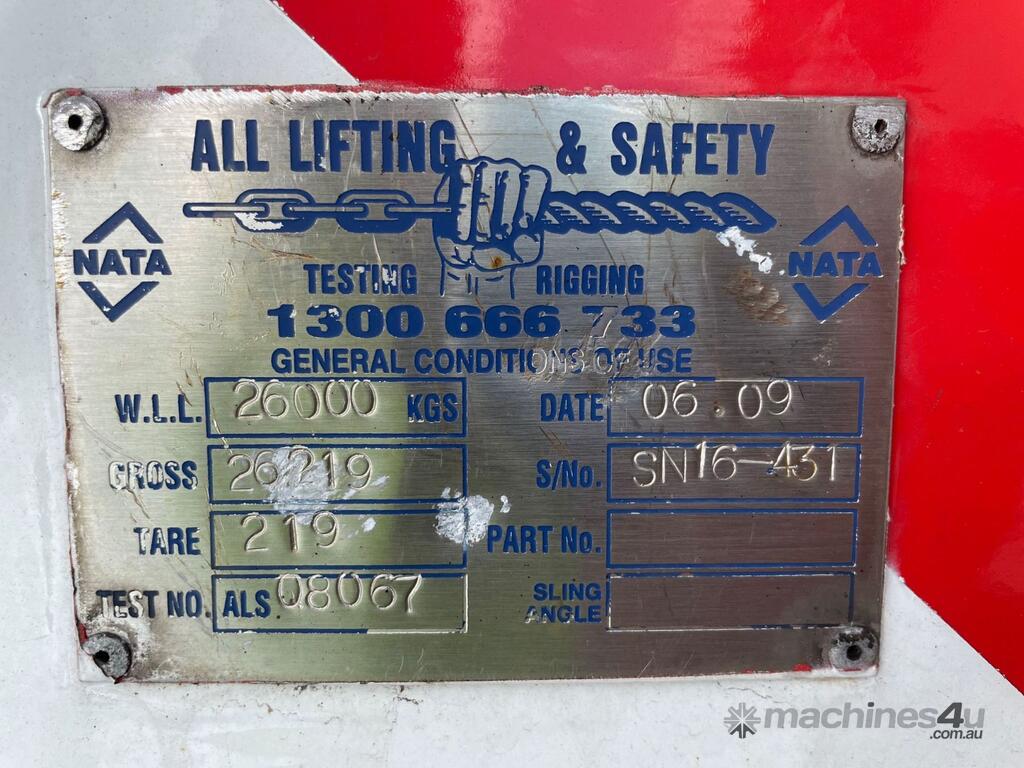 ALL LIFTING & SAFETY
NATA
NATA
TESTING RIGGING
1300 666 733
GENERAL CONDITIONS OF USE
W.L.L. 26000 KGS DATE 06.09
GROSS 26219 S/No. SN16-431
TARE 219 PART No.
TEST NO. ALS 08067 SLING ANGLE
machines4u
.com.au